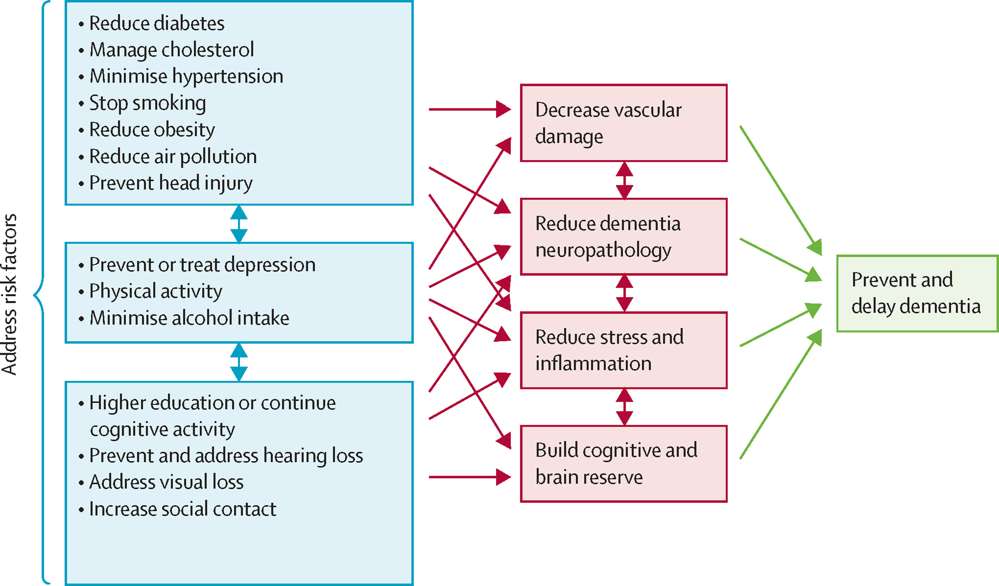 Address risk factors
• Reduce diabetes
• Manage cholesterol
• Minimise hypertension
• Stop smoking
• Reduce obesity
• Reduce air pollution
• Prevent head injury
• Prevent or treat depression
• Physical activity
• Minimise alcohol intake
• Higher education or continue
cognitive activity
• Prevent and address hearing loss
• Address visual loss
• Increase social contact
Decrease vascular
damage
Reduce dementia
neuropathology
Reduce stress and
inflammation
Build cognitive and
brain reserve
Prevent and
delay dementia